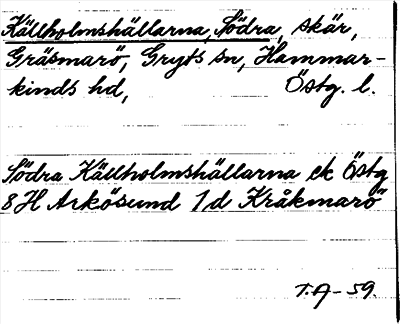 Källholmshällarna, Södra, skär,
Gräsmarö, Gryts sn, Hammar-
kinds hd, Östg. l.
Södra Källholmshällarna ek Östg
8H Arkösund 1d Kråkmarö
T.A-59.